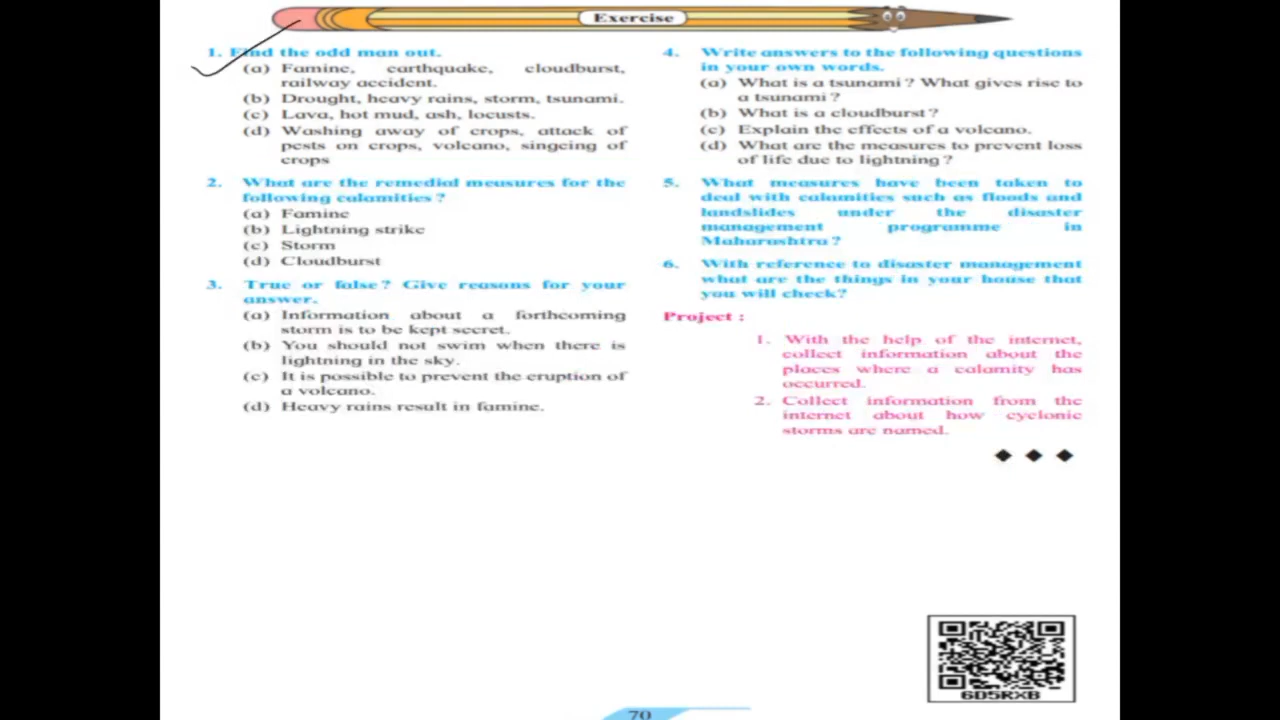 Exercise
1. Find the odd man out.
(a) Famine, earthquake, cloudburst,
railway accident.
(b) Drought, heavy rains, storm, tsunami.
(c) Lava, hot mud, ash, locusts.
(d) Washing away of crops, attack of
pests on crops, volcano, singeing of
crops
2. What are the remedial measures for the
following calamities ?
(a) Famine
(b) Lightning strike
(c) Storm
(d) Cloudburst
3. True or false ? Give reasons for your
answer.
(a) Information about a forthcoming
storm is to be kept secret.
(b) You should not swim when there is
lightning in the sky.
(c) It is possible to prevent the eruption of
a volcano.
(d) Heavy rains result in famine.
4. Write answers to the following questions
in your own words.
(a) What is a tsunami ? What gives rise to
a tsunami ?
(b) What is a cloudburst ?
(c) Explain the effects of a volcano.
(d) What are the measures to prevent loss
of life due to lightning ?
5. What measures have been taken to
deal with calamities such as floods and
landslides under the disaster
management programme in
Maharashtra ?
6. With reference to disaster management
what are the things in your house that
you will check?
Project :
1. With the help of the internet,
collect information about the
places where a calamity has
occurred.
2. Collect information from the
internet about how cyclonic
storms are named.
6D5RXB
70